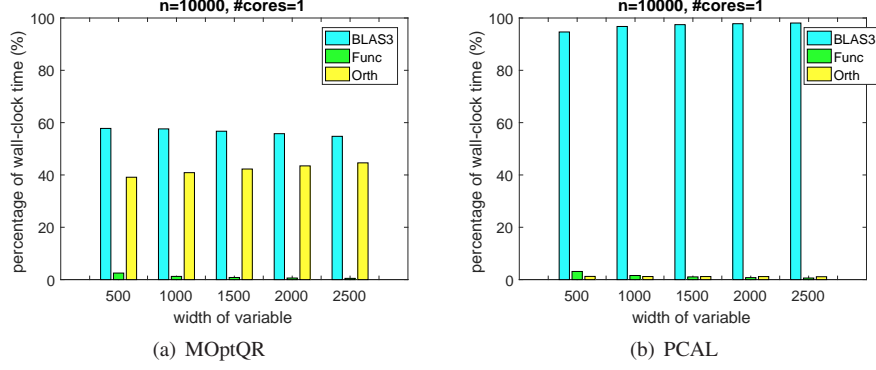 n=10000, #cores=1
percentage of wall-clock time (%)
100
80
60
40
20
0
BLAS3
Func
Orth
500 1000 1500 2000 2500
width of variable
(a) MOptQR
n=10000, #cores=1
percentage of wall-clock time (%)
100
80
60
40
20
0
BLAS3
Func
Orth
500 1000 1500 2000 2500
width of variable
(b) PCAL